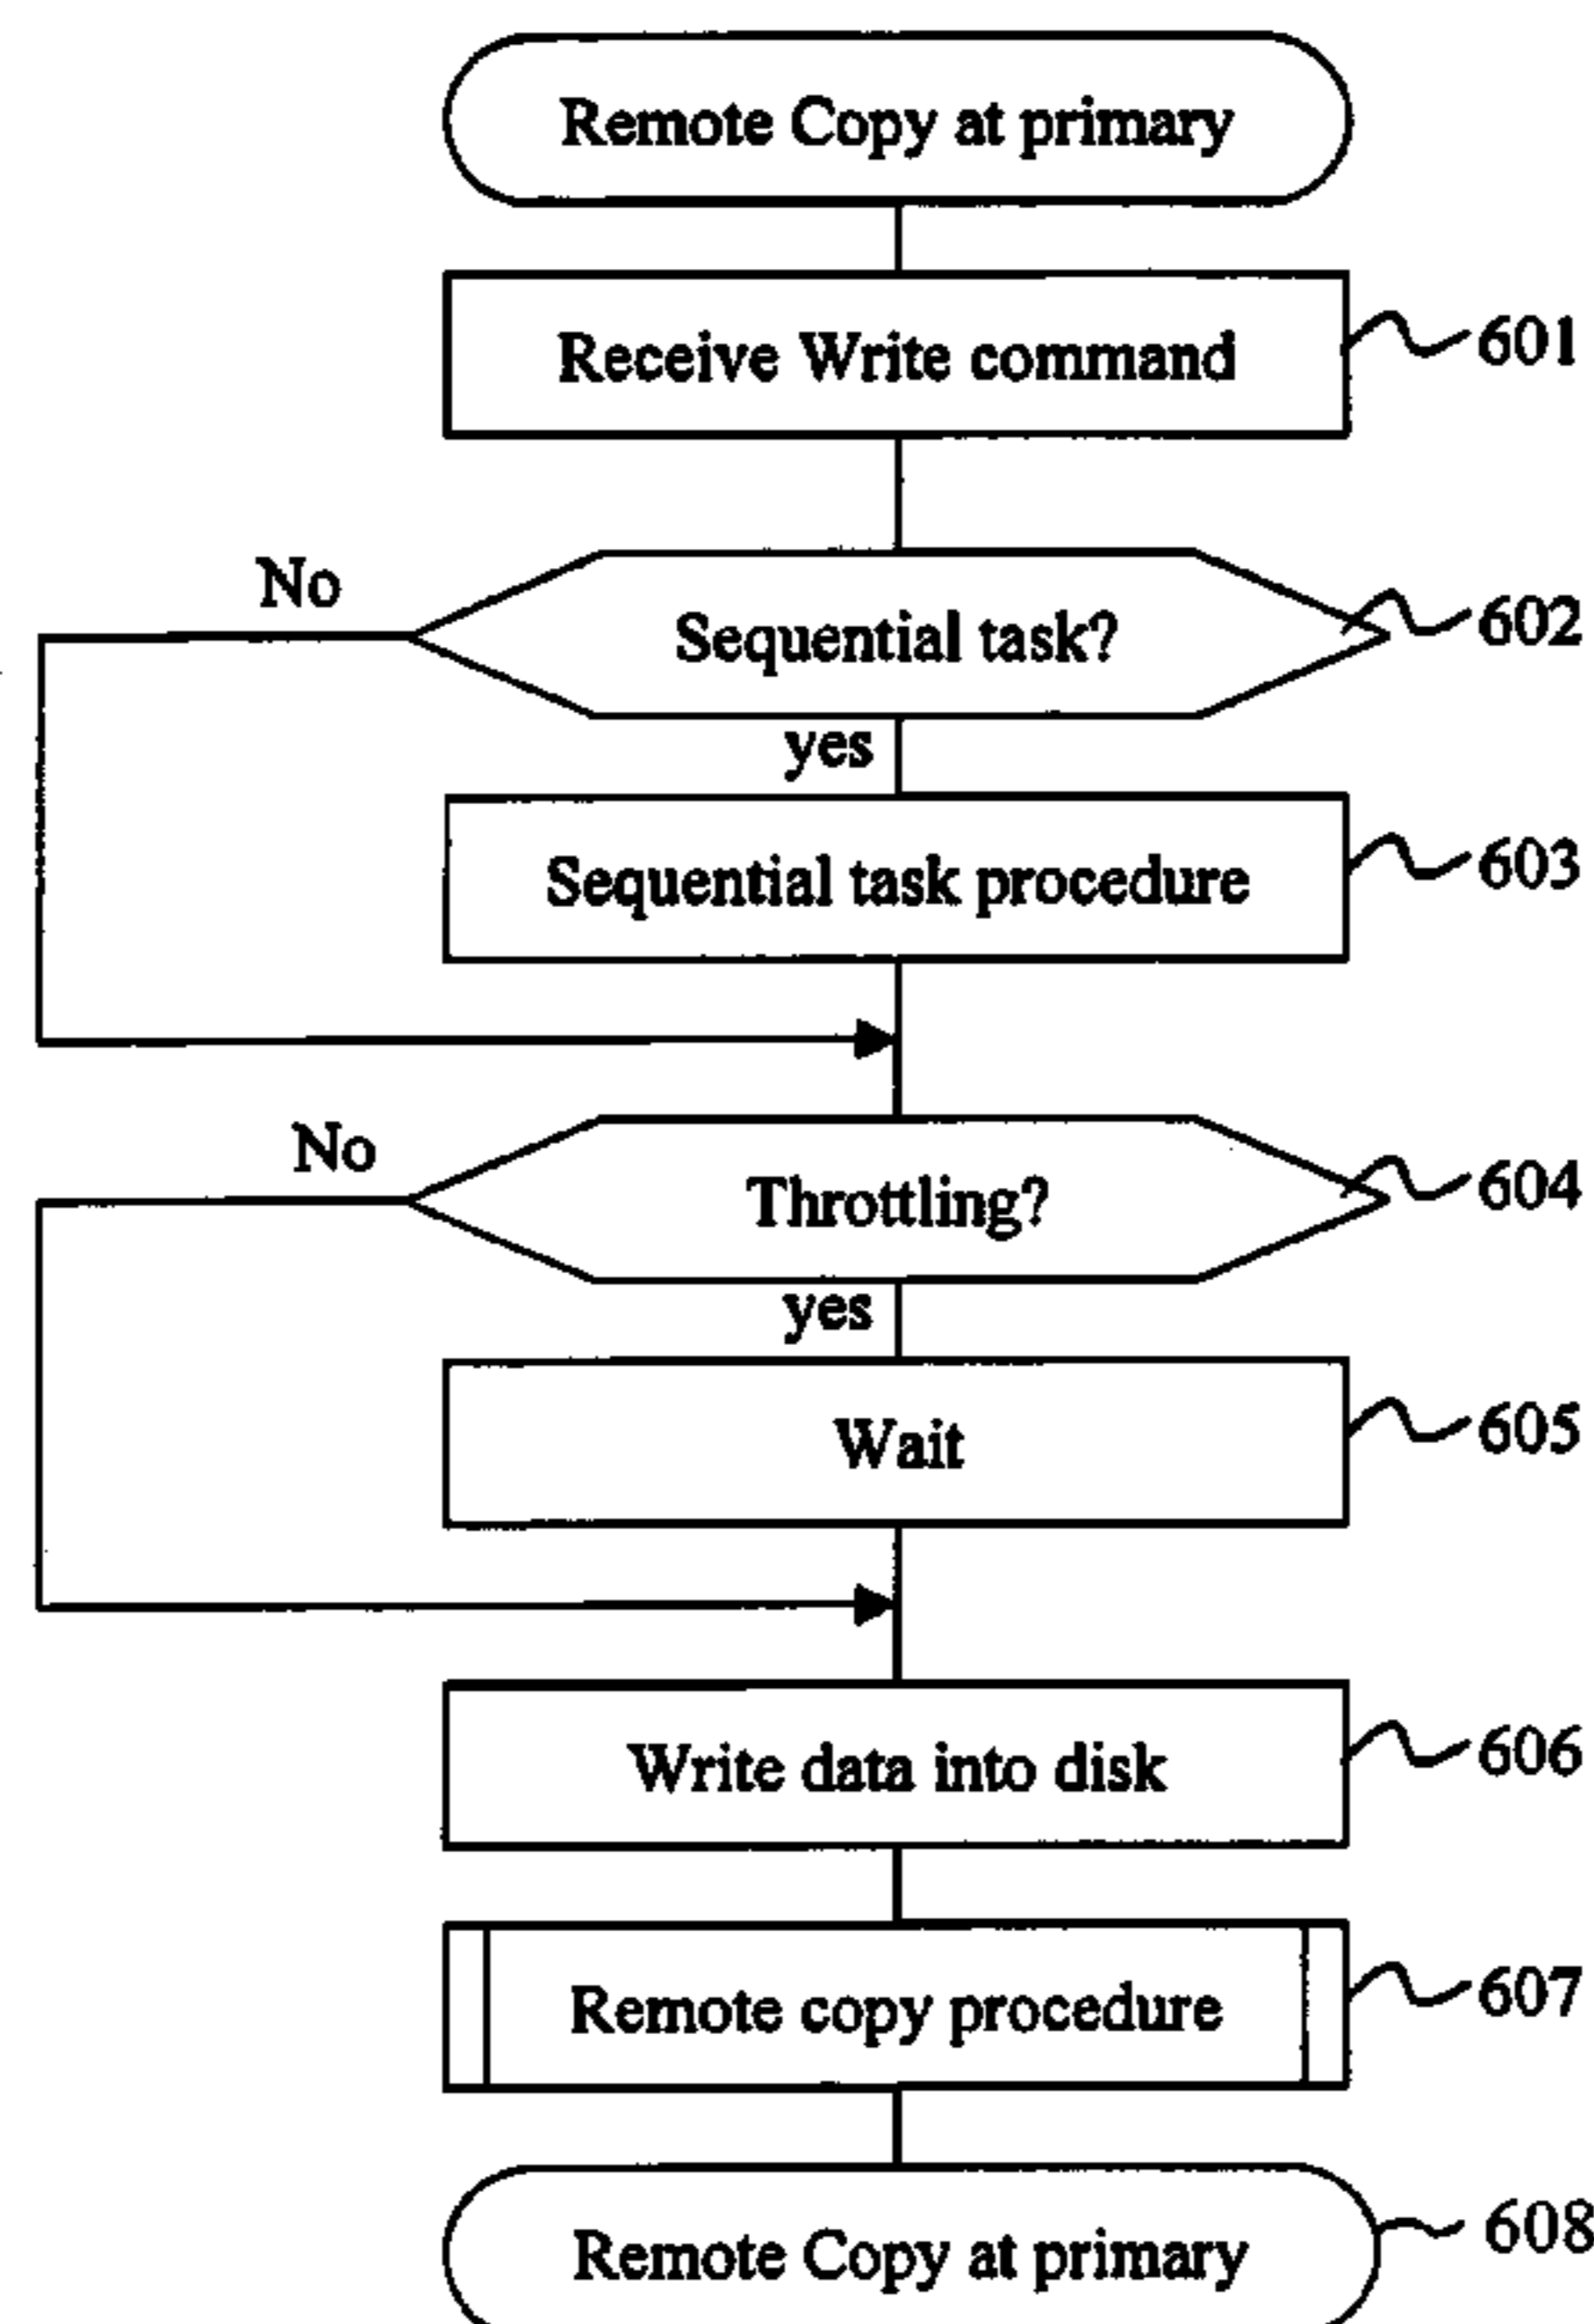 Remote Copy at primary
Receive Write command
601
No
Sequential task?
602
yes
Sequential task procedure
603
No
Throttling?
604
yes
Wait
605
Write data into disk
606
Remote copy procedure
607
Remote Copy at primary
608